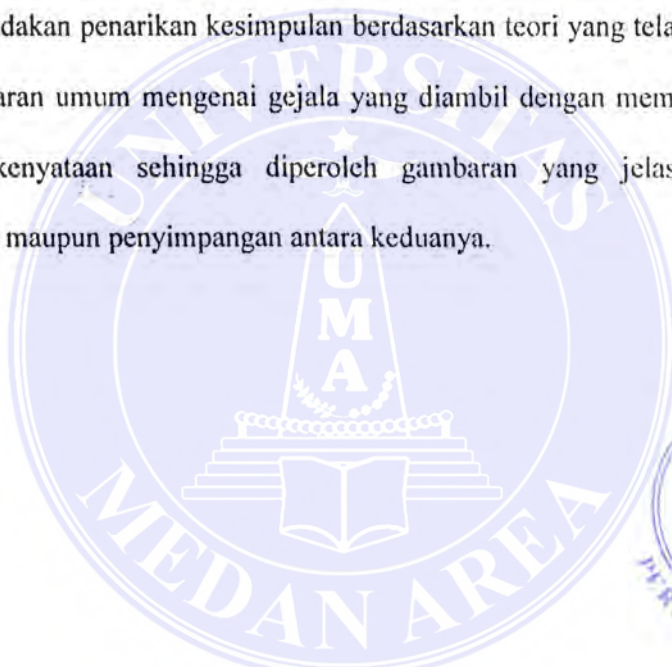 dakan penarikan kesimpulan berdasarkan teori yang tela
aran umum mengenai gejala yang diambil dengan mem
kenyataan sehingga diperoleh gambaran yang jelas
maupun penyimpangan antara keduanya.
UNIVERSITAS
UMA
MEDAN AREA